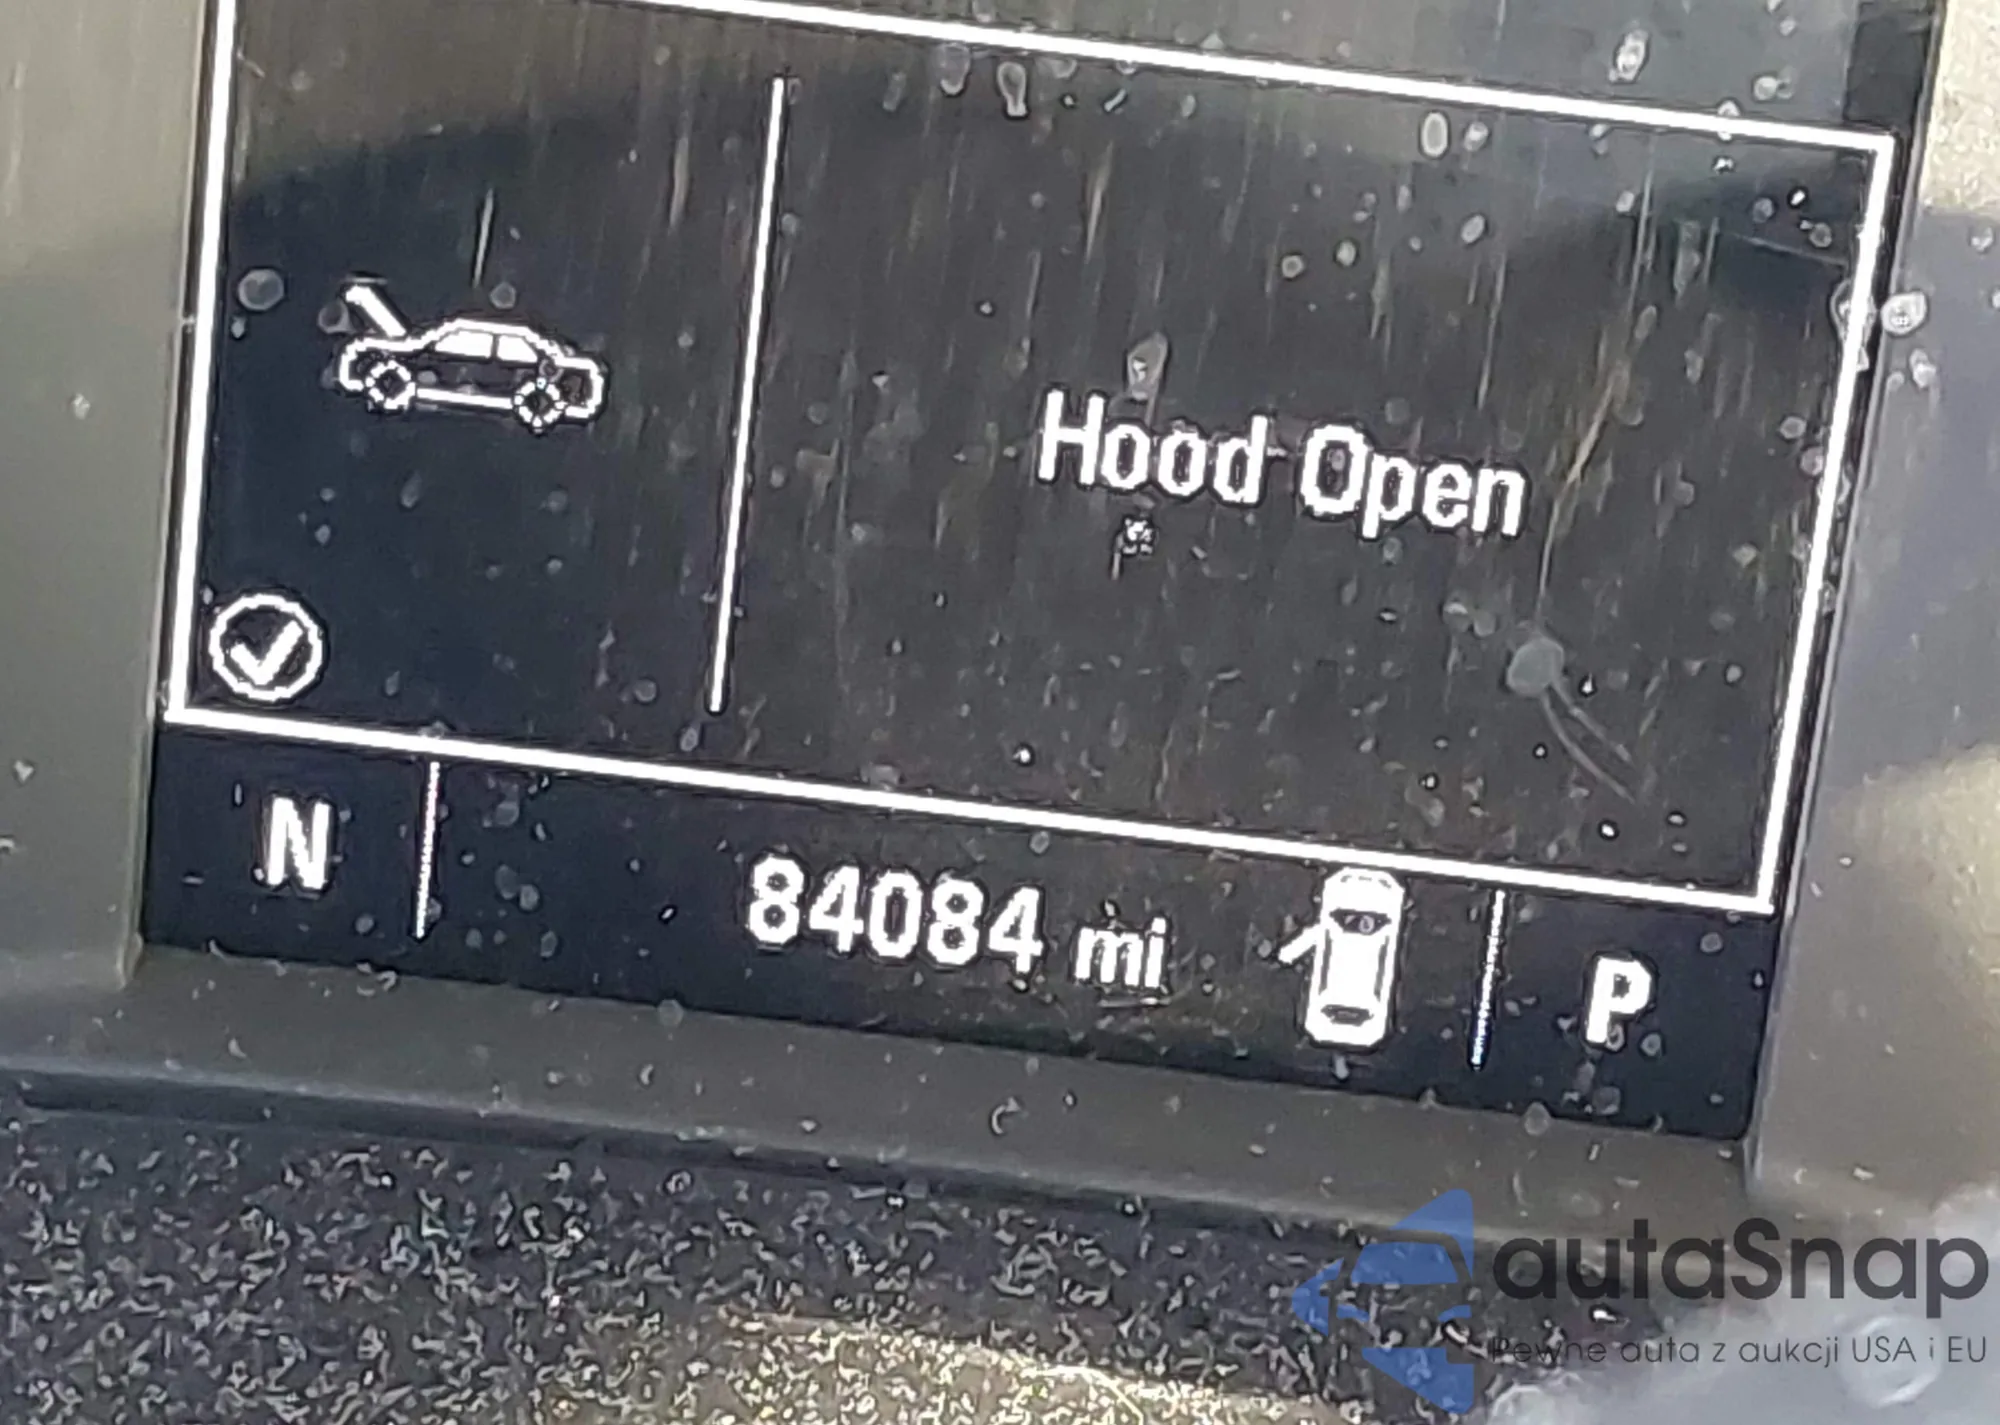 Hood Open
N 84084 mi P
autaSnap
Pewne auta z aukcji USA i EU